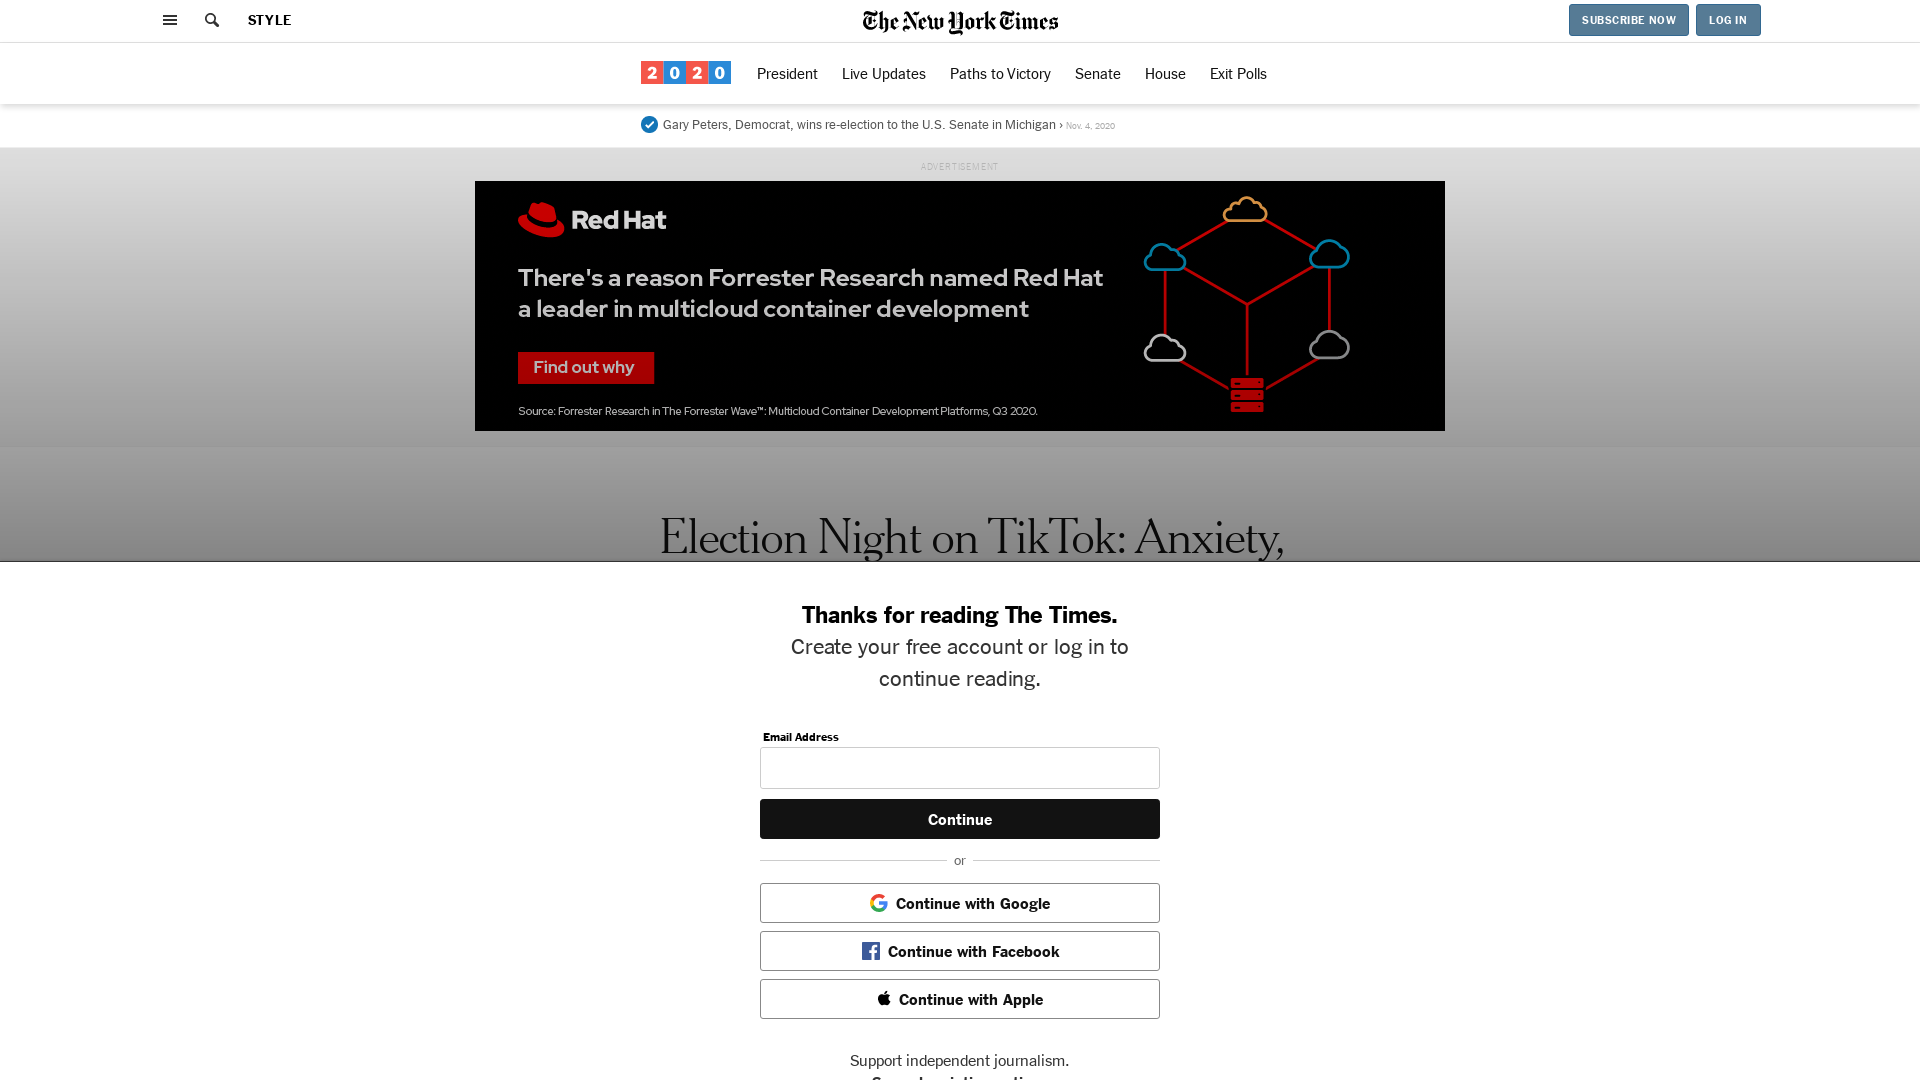 STYLE
The New York Times
SUBSCRIBE NOW
LOG IN
2020
President
Live Updates
Paths to Victory
Senate
House
Exit Polls
Gary Peters, Democrat, wins re-election to the U.S. Senate in Michigan › Nov. 4, 2020
ADVERTISEMENT
Red Hat
There's a reason Forrester Research named Red Hat
a leader in multicloud container development
Find out why
Source: Forrester Research in The Forrester Wave™: Multicloud Container Development Platforms, Q3 2020.
Election Night on TikTok: Anxiety,
Thanks for reading The Times.
Create your free account or log in to
continue reading.
Email Address
Continue
or
Continue with Google
Continue with Facebook
Continue with Apple
Support independent journalism.